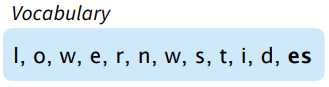 Vocabulary
l, o, w, e, r, n, w, s, t, i, d, es